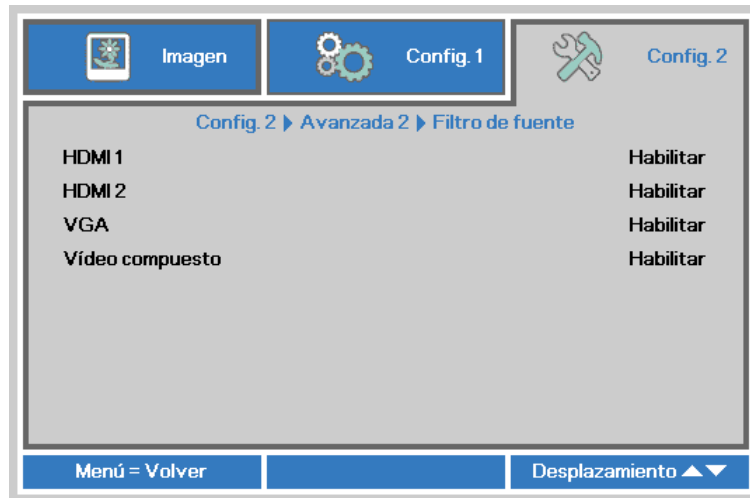 Imagen
Config. 1
Config. 2
Config. 2 ▶ Avanzada 2 ▶ Filtro de fuente
HDMI 1 Habilitar
HDMI 2 Habilitar
VGA Habilitar
Vídeo compuesto Habilitar
Menú = Volver
Desplazamiento ▲▼